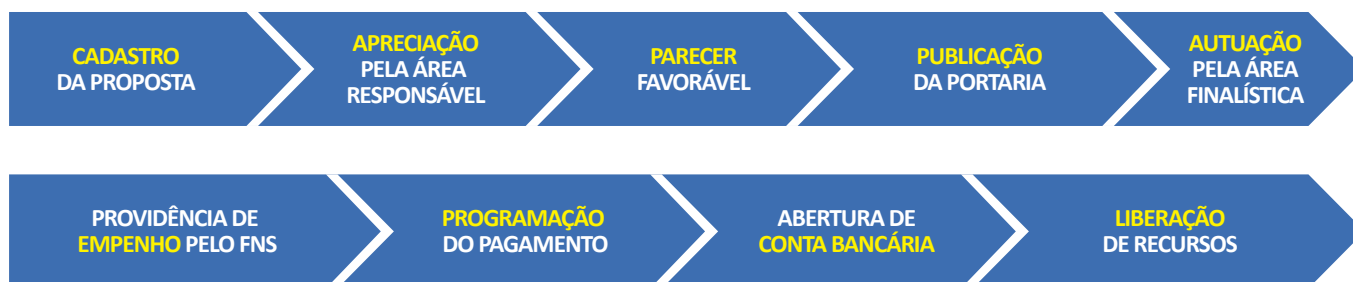 CADASTRO
DA PROPOSTA
APRECIAÇÃO
PELA ÁREA
RESPONSÁVEL
PARECER
FAVORÁVEL
PUBLICAÇÃO
DA PORTARIA
AUTUAÇÃO
PELA ÁREA
FINALÍSTICA
PROVIDÊNCIA DE
EMPENHO PELO FNS
PROGRAMAÇÃO
DO PAGAMENTO
ABERTURA DE
CONTA BANCÁRIA
LIBERAÇÃO
DE RECURSOS